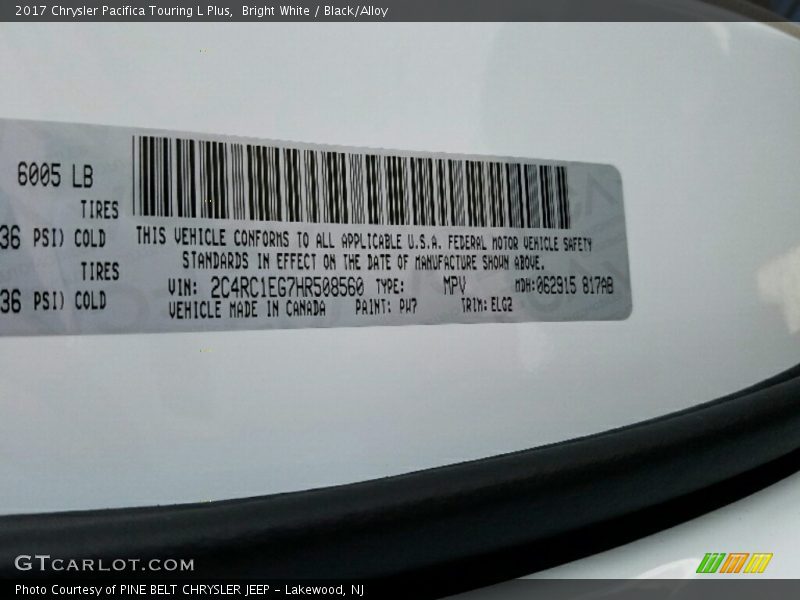 2017 Chrysler Pacifica Touring L Plus,  Bright White / Black/Alloy
6005 LB
TIRES
36 PSI) COLD
TIRES
36 PSI) COLD
THIS VEHICLE CONFORMS TO ALL APPLICABLE U.S.A. FEDERAL MOTOR VEHICLE SAFETY
STANDARDS IN EFFECT ON THE DATE OF MANUFACTURE SHOWN ABOVE.
VIN: 2C4RC1EG7HR508560 TYPE: MPV MDH:062915 817AB
VEHICLE MADE IN CANADA PAINT: PW7 TRIM: ELG2
GTCARLOT.COM
Photo Courtesy of PINE BELT CHRYSLER JEEP - Lakewood, NJ